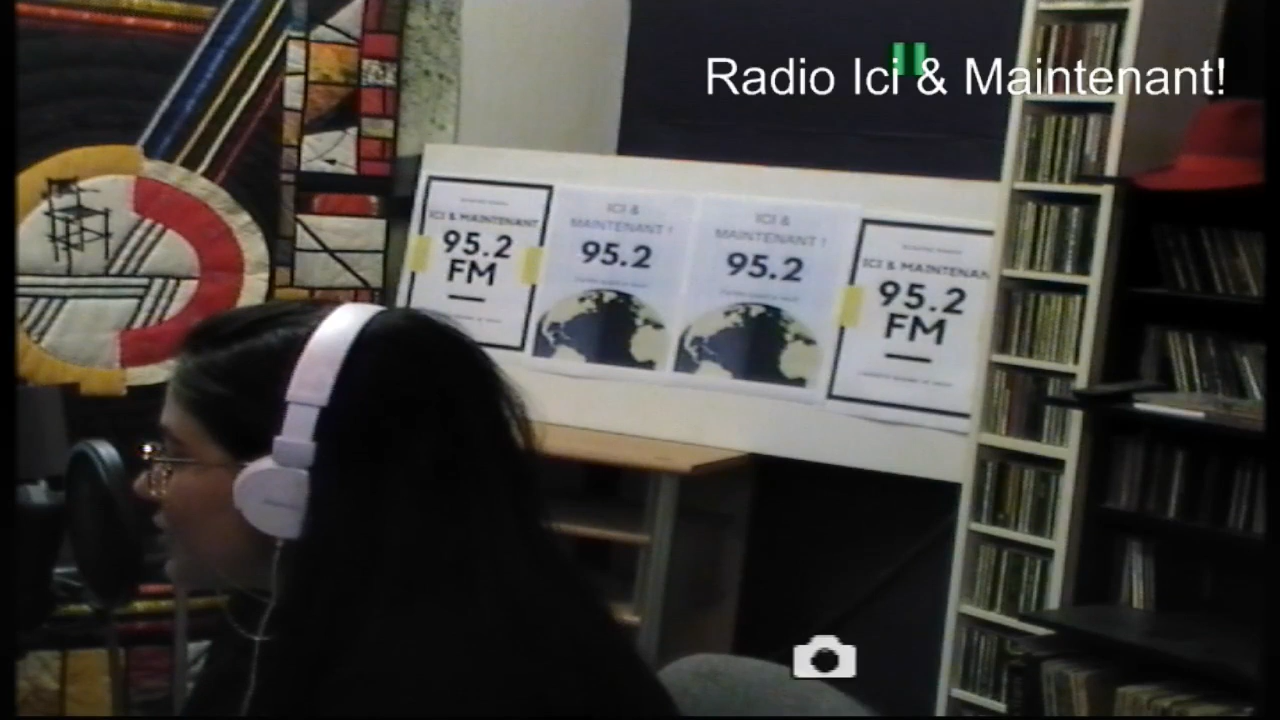 Radio Ici & Maintenant!
ICI & MAINTENANT
95.2
FM
ICI &
MAINTENANT !
95.2
ICI &
MAINTENANT !
95.2
ICI & MAINTENAN
95.2
FM